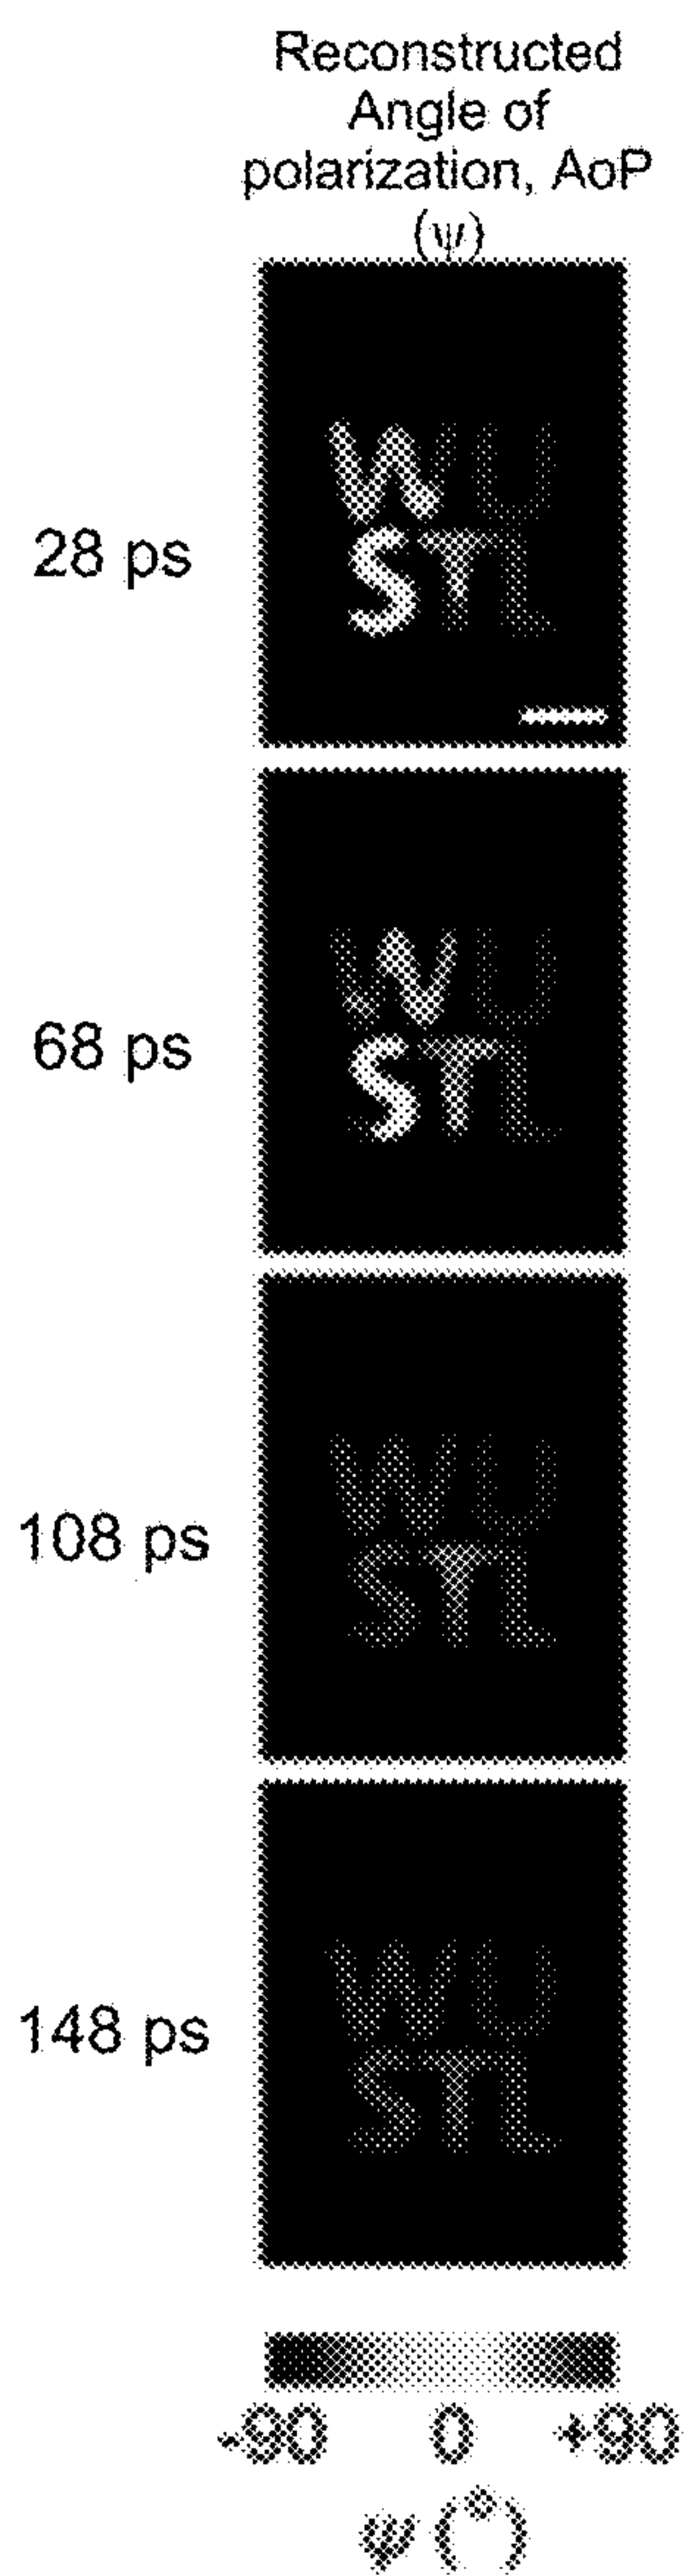 Reconstructed
Angle of
polarization, AoP
(ψ)
28 ps
WU
STL
68 ps
WU
STL
108 ps
WU
STL
148 ps
WU
STL
-90 0 +90
ψ (°)